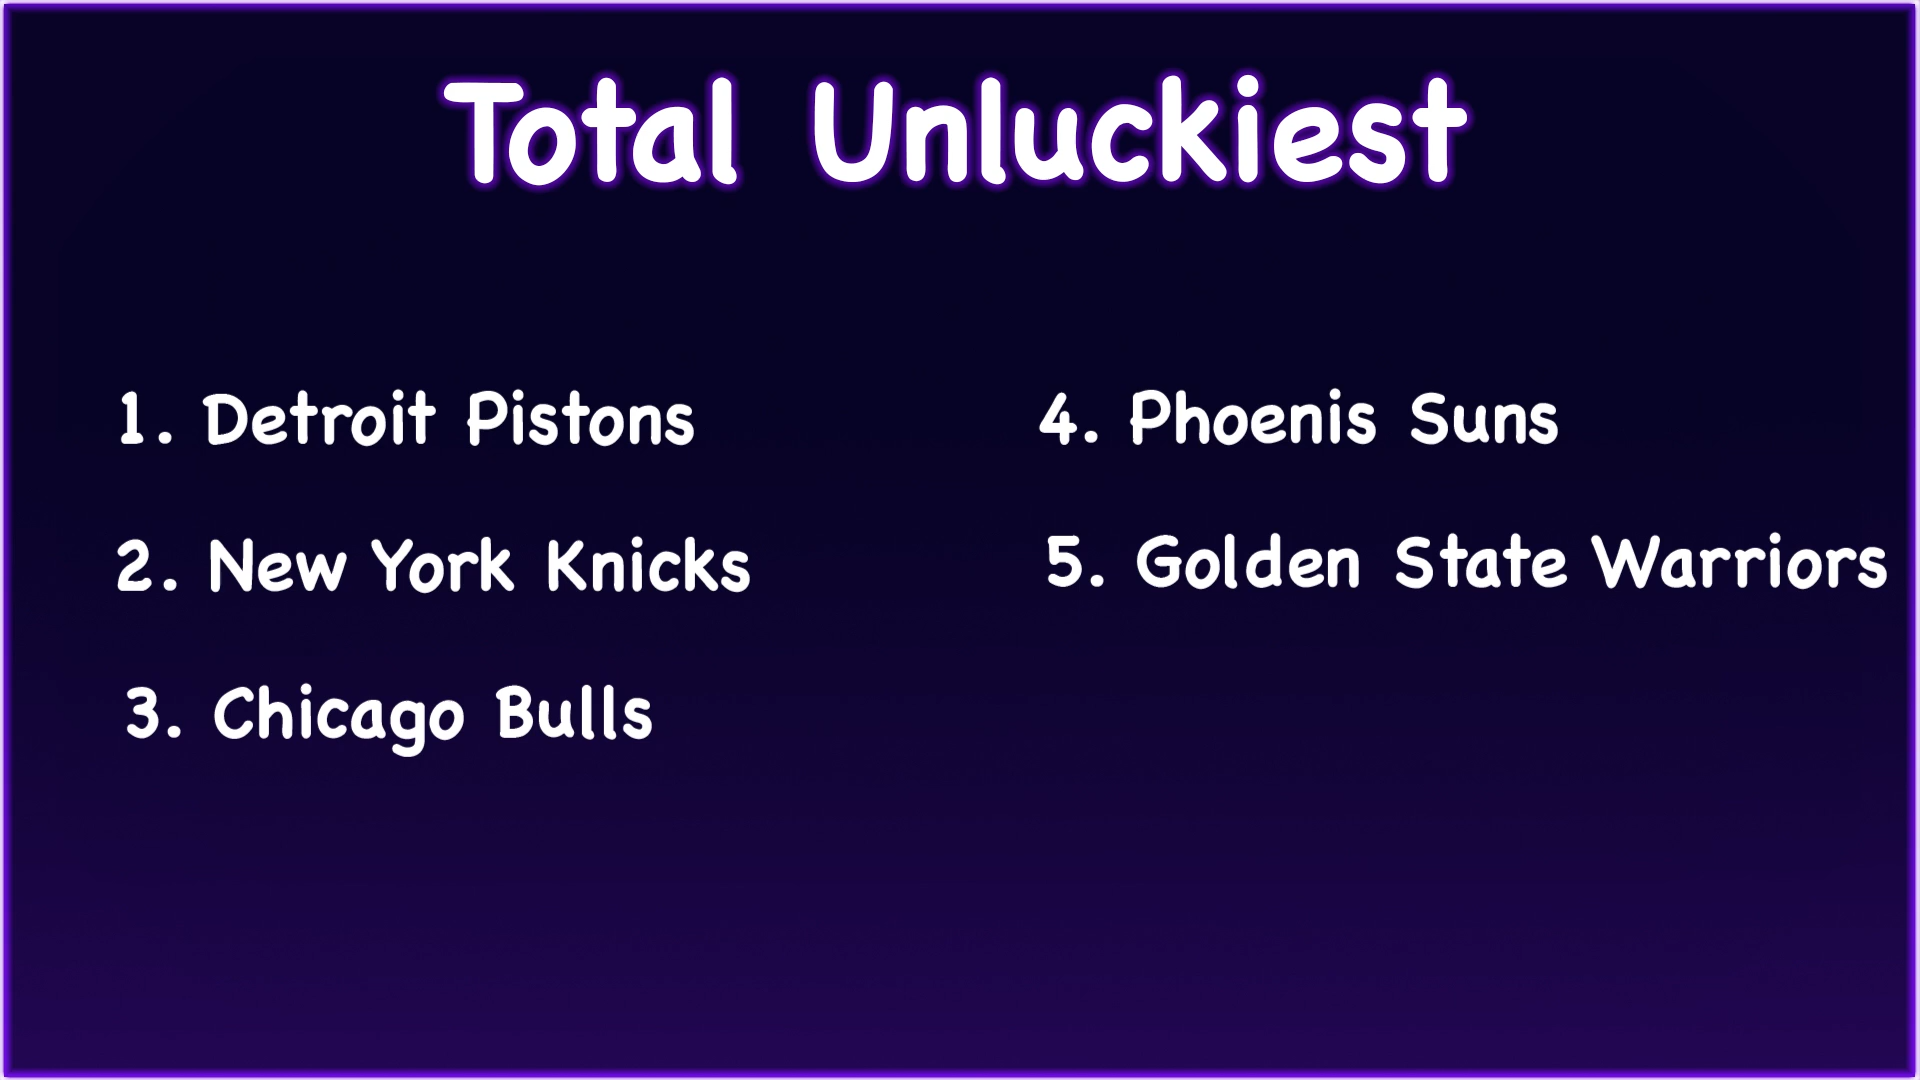 Total Unluckiest
1. Detroit Pistons
2. New York Knicks
3. Chicago Bulls
4. Phoenis Suns
5. Golden State Warriors